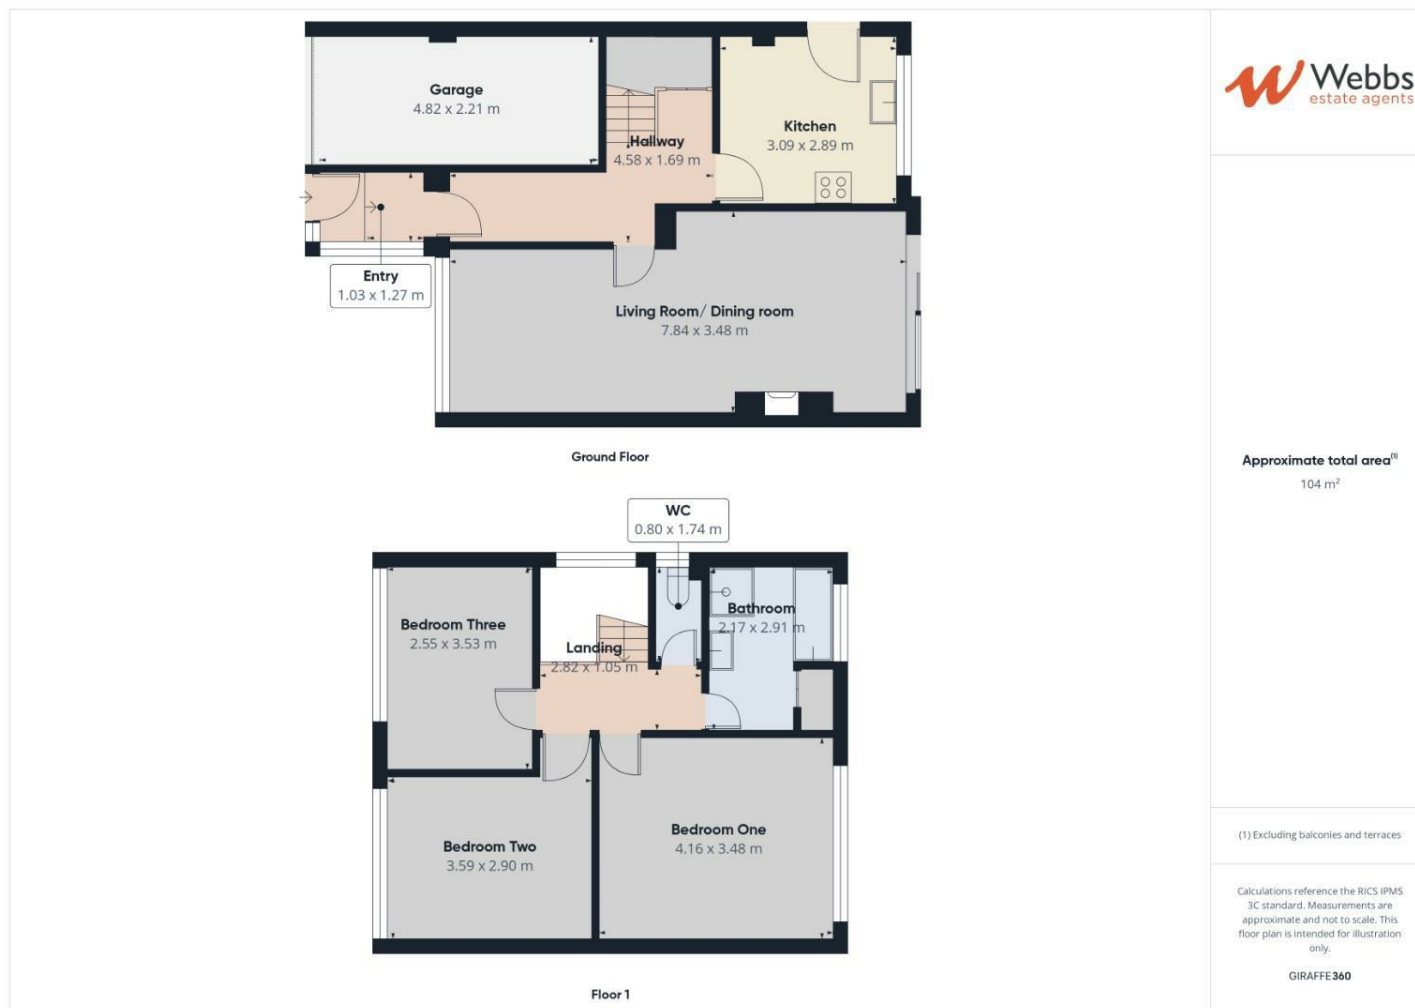 Garage
4.82 x 2.21 m
Hallway
4.58 x 1.69 m
Kitchen
3.09 x 2.89 m
Entry
1.03 x 1.27 m
Living Room/ Dining room
7.84 x 3.48 m
Ground Floor
WC
0.80 x 1.74 m
Bedroom Three
2.55 x 3.53 m
Landing
2.82 x 1.05 m
Bathroom
2.17 x 2.91 m
Bedroom Two
3.59 x 2.90 m
Bedroom One
4.16 x 3.48 m
Floor 1
Webbs
estate agents
Approximate total area(1)
104 m²
(1) Excluding balconies and terraces
Calculations reference the RICS IPMS
3C standard. Measurements are
approximate and not to scale. This
floor plan is intended for illustration
only.
GIRAFFE360